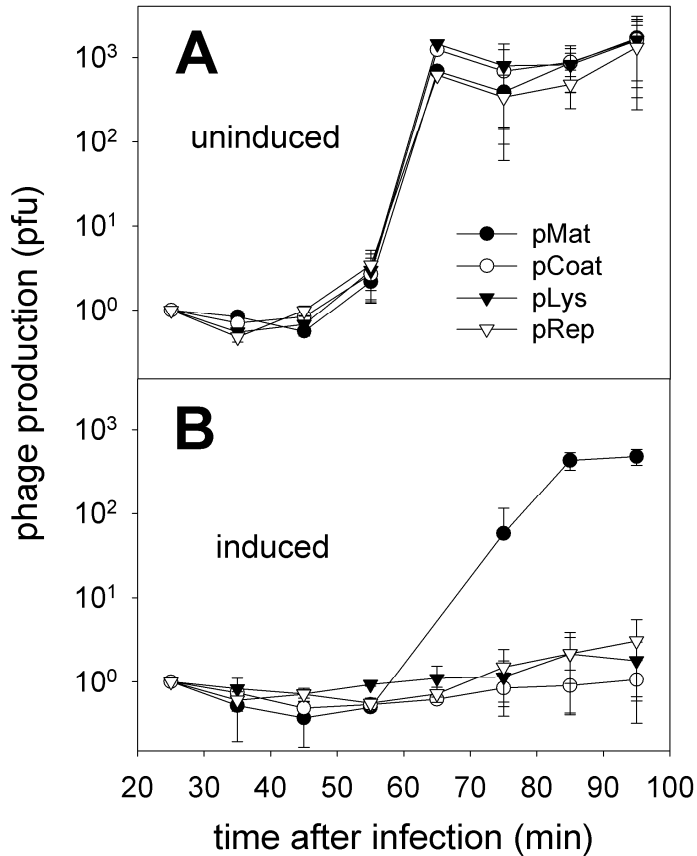 A
uninduced
10³
10²
10¹
10⁰
pMat
pCoat
pLys
pRep
phage production (pfu)
B
induced
10³
10²
10¹
10⁰
20 30 40 50 60 70 80 90 100
time after infection (min)